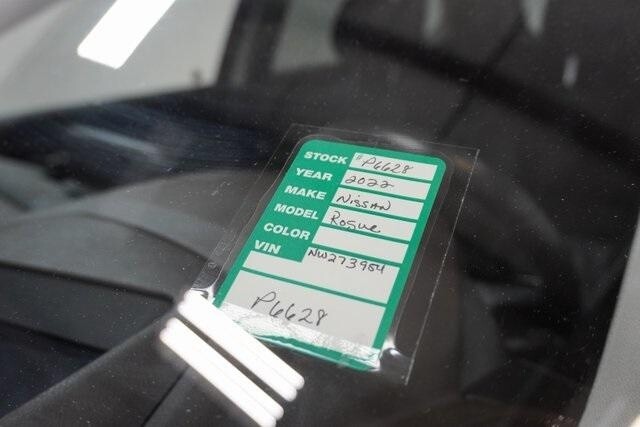 STOCK # P6628
YEAR 2022
MAKE NISSAN
MODEL Rogue
COLOR
VIN NW273954
P6628